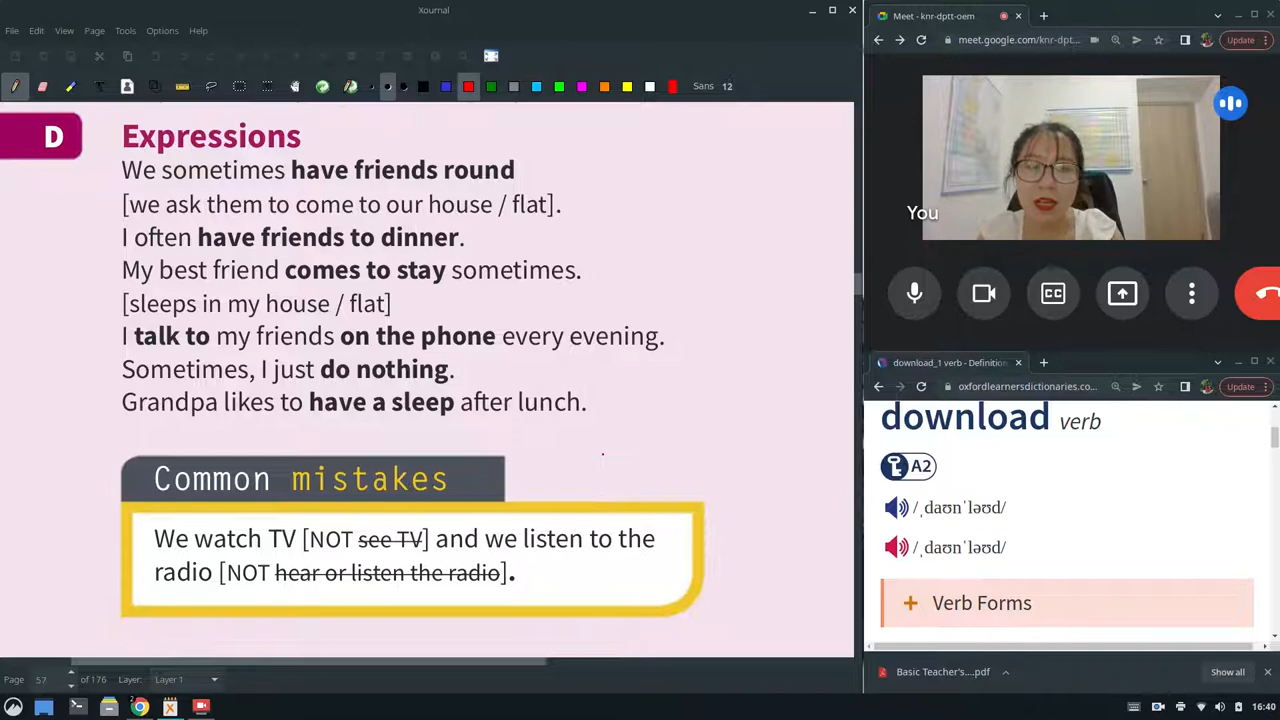 Xournal
File Edit View Page Tools Options Help
Sans 12
D
Expressions
We sometimes have friends round
[we ask them to come to our house / flat].
I often have friends to dinner.
My best friend comes to stay sometimes.
[sleeps in my house / flat]
I talk to my friends on the phone every evening.
Sometimes, I just do nothing.
Grandpa likes to have a sleep after lunch.
Common mistakes
We watch TV [NOT see TV] and we listen to the
radio [NOT hear or listen the radio].
Page 57 of 176 Layer: Layer 1
Meet - knr-dptt-oem
meet.google.com/knr-dpt...
Update
You
CC
download_1 verb - Definition
oxfordlearnersdictionaries.co...
Update
download verb
A2
/ˌdaʊnˈləʊd/
/ˌdaʊnˈləʊd/
+ Verb Forms
Basic Teacher's....pdf
Show all
2
16:40